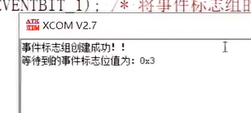 EVENTBIT_1); /* 将事件标志组的
XCOM V2.7
事件标志组创建成功！！
等待到的事件标志位值为：0x3